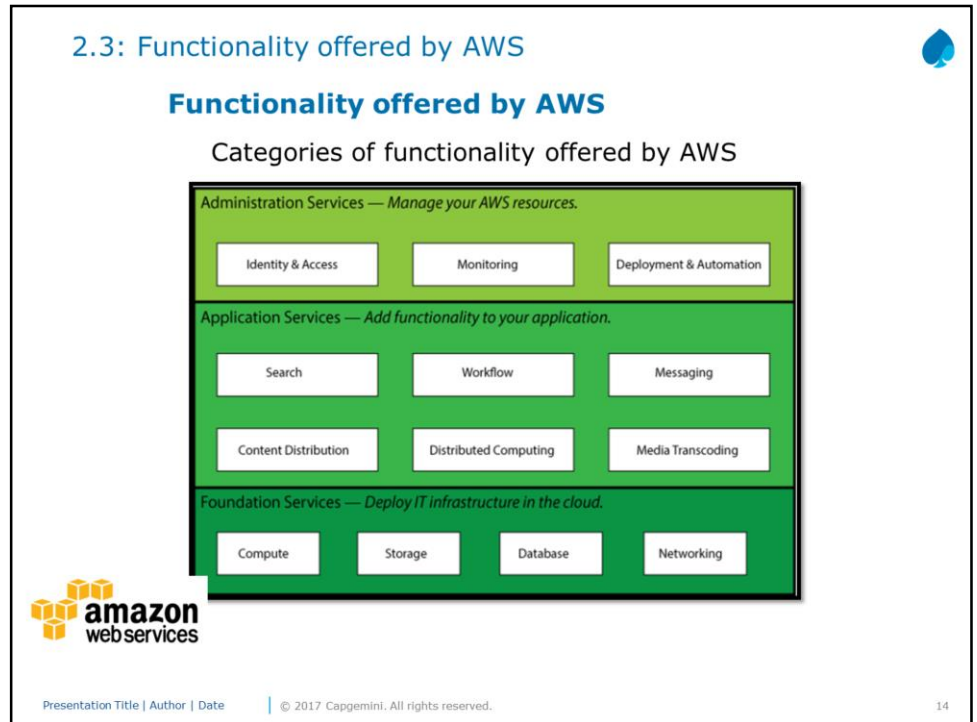 2.3: Functionality offered by AWS
Functionality offered by AWS
Categories of functionality offered by AWS
Administration Services — Manage your AWS resources.
Identity & Access
Monitoring
Deployment & Automation
Application Services — Add functionality to your application.
Search
Workflow
Messaging
Content Distribution
Distributed Computing
Media Transcoding
Foundation Services — Deploy IT infrastructure in the cloud.
Compute
Storage
Database
Networking
amazon
webservices
Presentation Title | Author | Date
© 2017 Capgemini. All rights reserved.
14